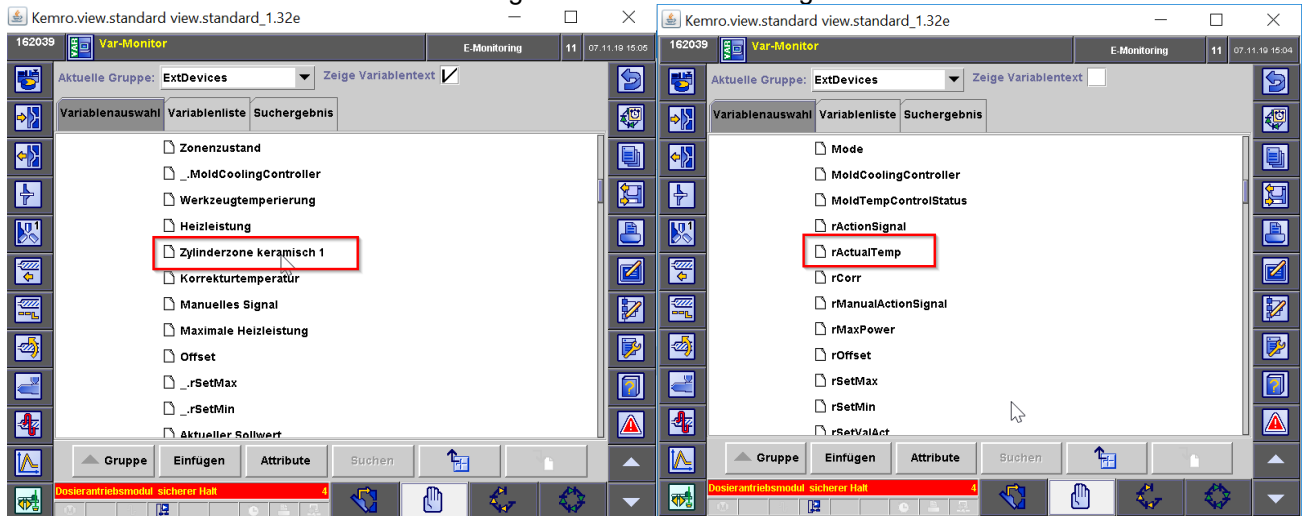 Kemro.view.standard view.standard_1.32e
162039
Var-Monitor
E-Monitoring
11
07.11.19 15:05
Aktuelle Gruppe:
ExtDevices
Zeige Variablentext
Variablenauswahl
Variablenliste
Suchergebnis
Zonenzustand
_.MoldCoolingController
Werkzeugtemperierung
Heizleistung
Zylinderzone keramisch 1
Korrekturtemperatur
Manuelles Signal
Maximale Heizleistung
Offset
_.rSetMax
_.rSetMin
Aktueller Sollwert
Gruppe
Einfügen
Attribute
Suchen
Dosierantriebsmodul sicherer Halt
4
Kemro.view.standard view.standard_1.32e
162039
Var-Monitor
E-Monitoring
11
07.11.19 15:04
Aktuelle Gruppe:
ExtDevices
Zeige Variablentext
Variablenauswahl
Variablenliste
Suchergebnis
Mode
MoldCoolingController
MoldTempControlStatus
rActionSignal
rActualTemp
rCorr
rManualActionSignal
rMaxPower
rOffset
rSetMax
rSetMin
rSetValAct
Gruppe
Einfügen
Attribute
Suchen
Dosierantriebsmodul sicherer Halt
4